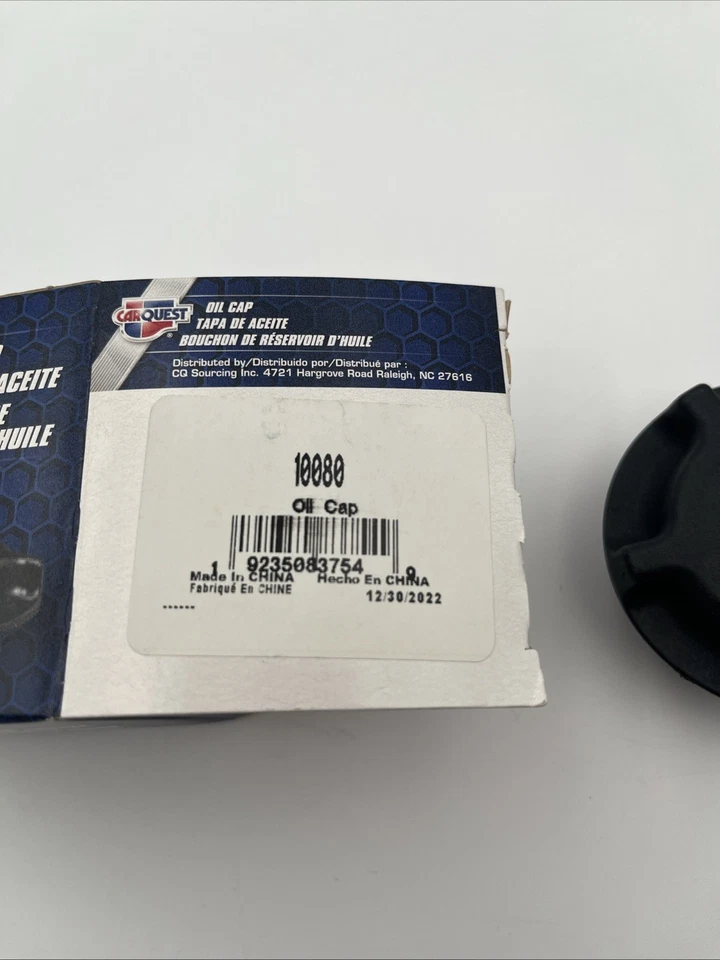 ACEITE
HUILE
CARQUEST
OIL CAP
TAPA DE ACEITE
BOUCHON DE RÉSERVOIR D'HUILE
Distributed by/Distribuido por/Distribué par :
CQ Sourcing Inc. 4721 Hargrove Road Raleigh, NC 27616
10080
Oil Cap
1 9235083754 9
Made In CHINA Hecho En CHINA
Fabriqué En CHINE 12/30/2022
------